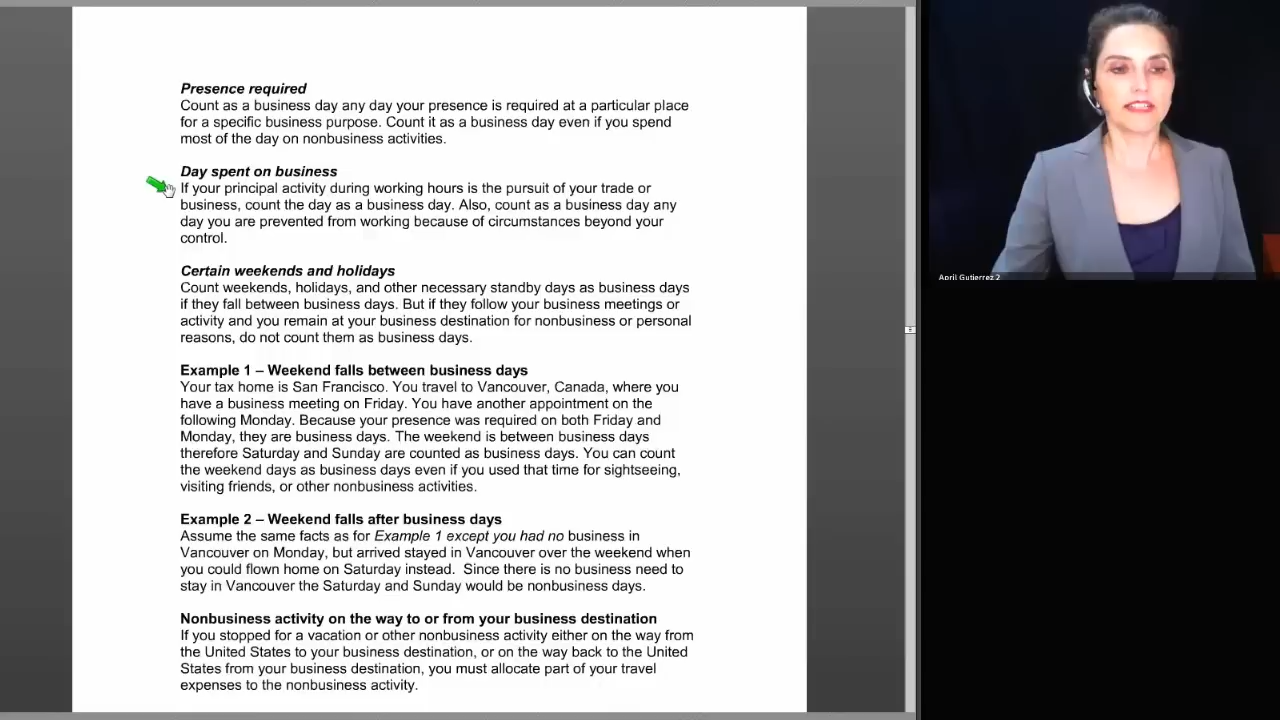 Presence required
Count as a business day any day your presence is required at a particular place
for a specific business purpose. Count it as a business day even if you spend
most of the day on nonbusiness activities.
Day spent on business
If your principal activity during working hours is the pursuit of your trade or
business, count the day as a business day. Also, count as a business day any
day you are prevented from working because of circumstances beyond your
control.
Certain weekends and holidays
Count weekends, holidays, and other necessary standby days as business days
if they fall between business days. But if they follow your business meetings or
activity and you remain at your business destination for nonbusiness or personal
reasons, do not count them as business days.
Example 1 – Weekend falls between business days
Your tax home is San Francisco. You travel to Vancouver, Canada, where you
have a business meeting on Friday. You have another appointment on the
following Monday. Because your presence was required on both Friday and
Monday, they are business days. The weekend is between business days
therefore Saturday and Sunday are counted as business days. You can count
the weekend days as business days even if you used that time for sightseeing,
visiting friends, or other nonbusiness activities.
Example 2 – Weekend falls after business days
Assume the same facts as for Example 1 except you had no business in
Vancouver on Monday, but arrived stayed in Vancouver over the weekend when
you could flown home on Saturday instead.  Since there is no business need to
stay in Vancouver the Saturday and Sunday would be nonbusiness days.
Nonbusiness activity on the way to or from your business destination
If you stopped for a vacation or other nonbusiness activity either on the way from
the United States to your business destination, or on the way back to the United
States from your business destination, you must allocate part of your travel
expenses to the nonbusiness activity.
April Gutierrez 2